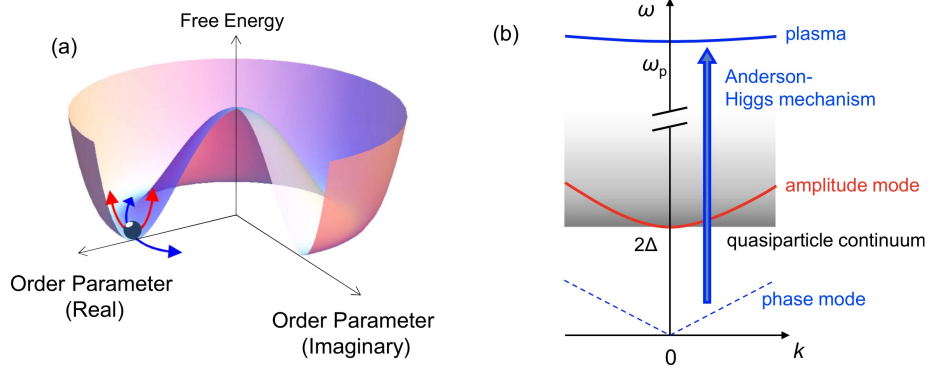 (a)
Free Energy
Order Parameter
(Real)
Order Parameter
(Imaginary)
(b)
ω
plasma
ωp
Anderson-
Higgs mechanism
amplitude mode
2Δ
quasiparticle continuum
phase mode
0
k